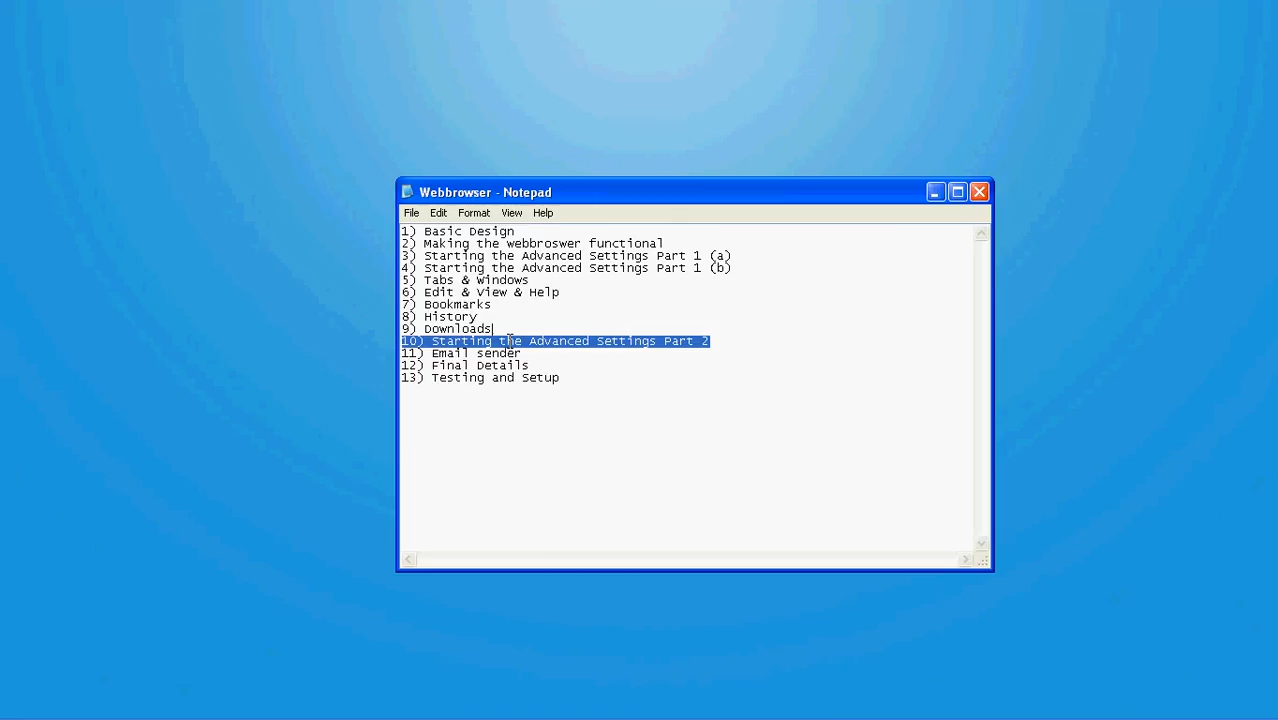 Webbrowser - Notepad
File Edit Format View Help
1) Basic Design
2) Making the webbroswer functional
3) Starting the Advanced Settings Part 1 (a)
4) Starting the Advanced Settings Part 1 (b)
5) Tabs & Windows
6) Edit & View & Help
7) Bookmarks
8) History
9) Downloads
10) Starting the Advanced Settings Part 2
11) Email sender
12) Final Details
13) Testing and Setup